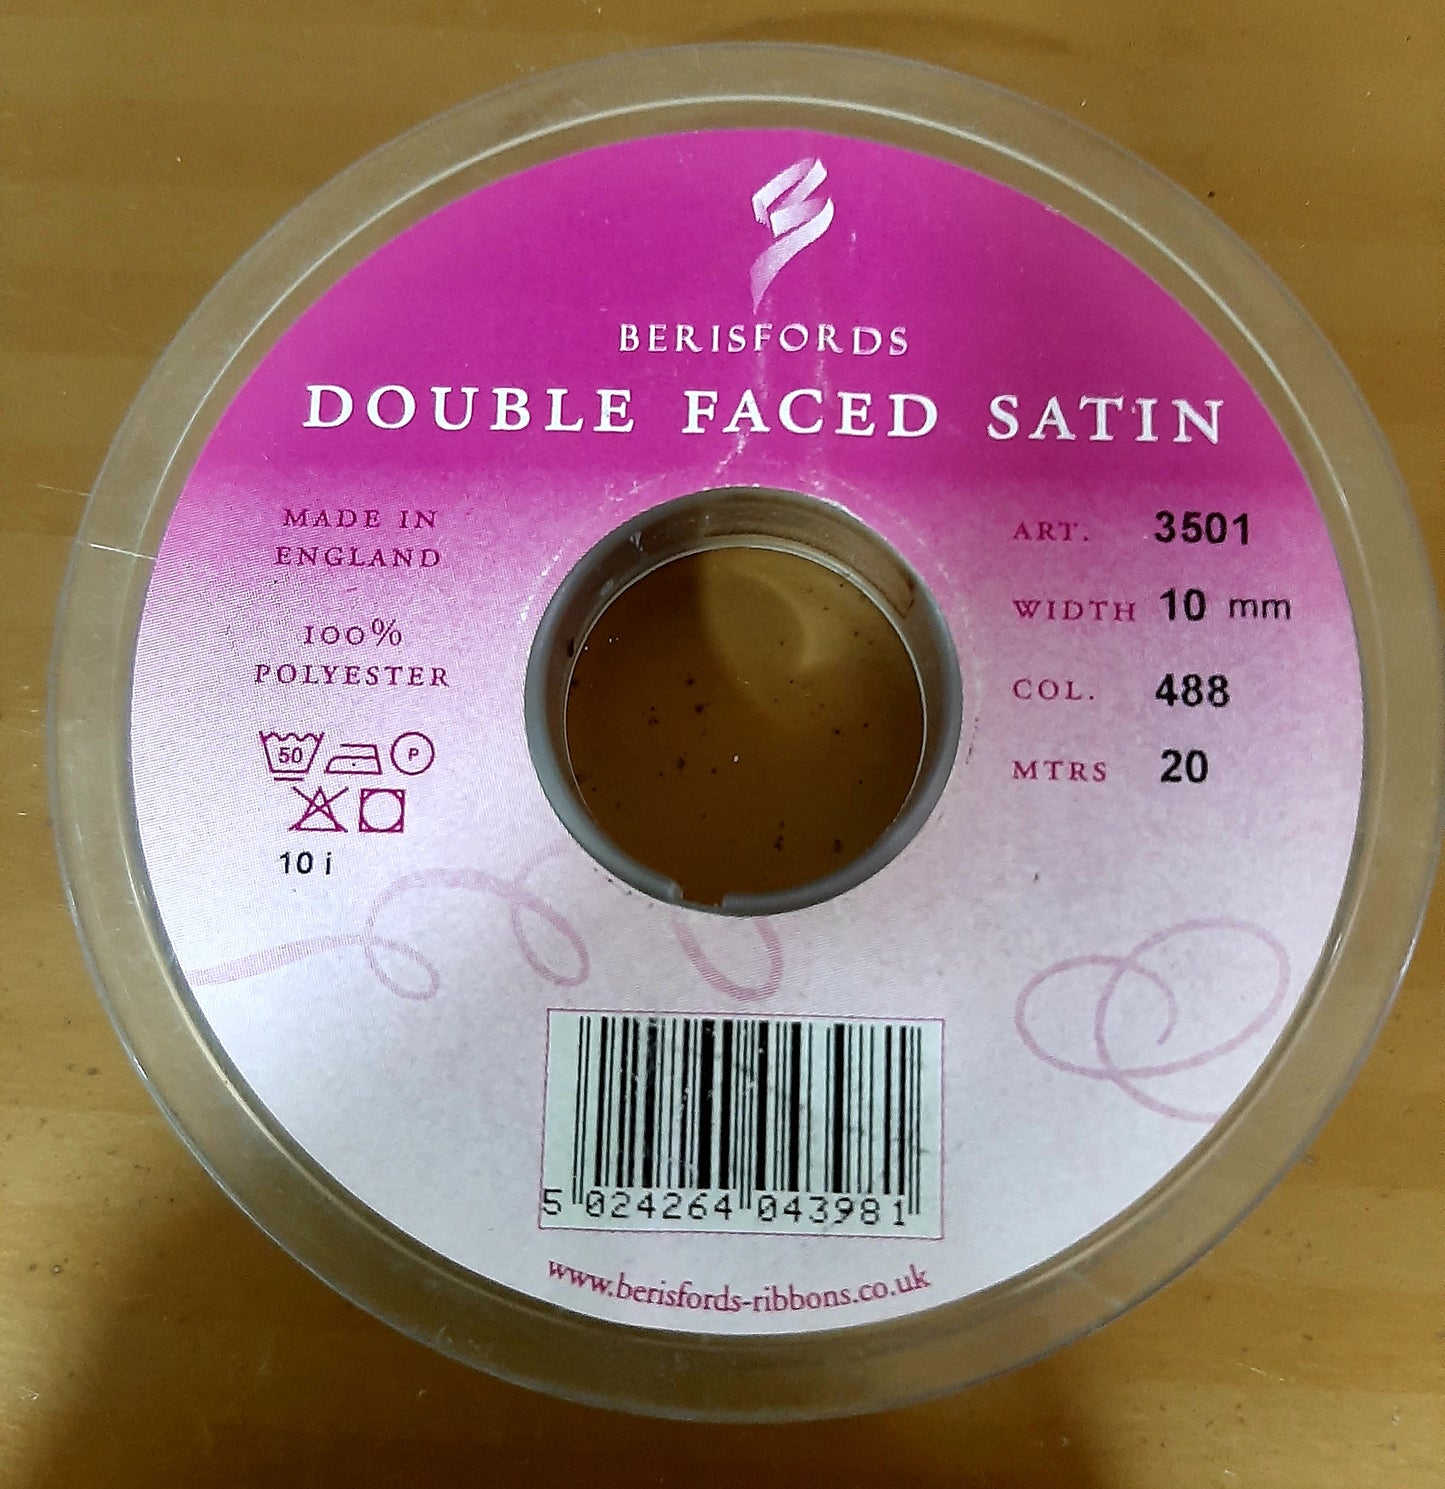 BERISFORDS
DOUBLE FACED SATIN
MADE IN
ENGLAND
100%
POLYESTER
50 P
10 i
ART. 3501
WIDTH 10 mm
COL. 488
MTRS 20
5 024264 043981
www.berisfords-ribbons.co.uk